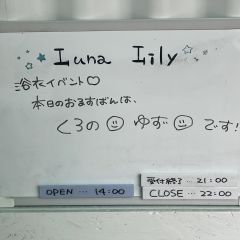 Luna Lily
浴衣イベント♡
本日のおるすばんは、
くるの☺ ゆず☺ です!
受付終了…21:00
OPEN … 14:00
CLOSE … 22:00